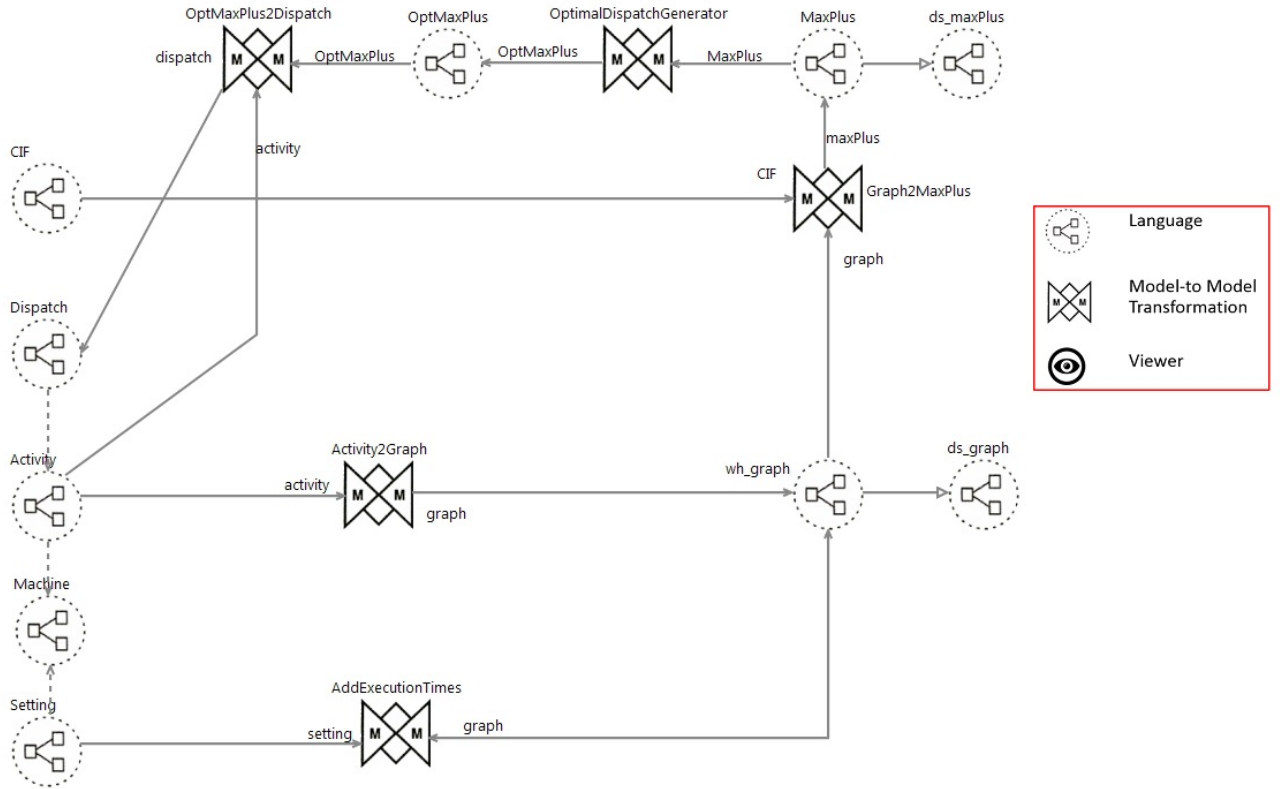 OptMaxPlus2Dispatch
OptMaxPlus
OptimalDispatchGenerator
MaxPlus
ds_maxPlus
dispatch
M M
OptMaxPlus
OptMaxPlus
M M
MaxPlus
activity
maxPlus
CIF
CIF
M M
Graph2MaxPlus
graph
Language
Model-to Model
Transformation
M M
Viewer
Dispatch
Activity
Activity2Graph
activity
M M
graph
wh_graph
ds_graph
Machine
Setting
AddExecutionTimes
setting
M M
graph